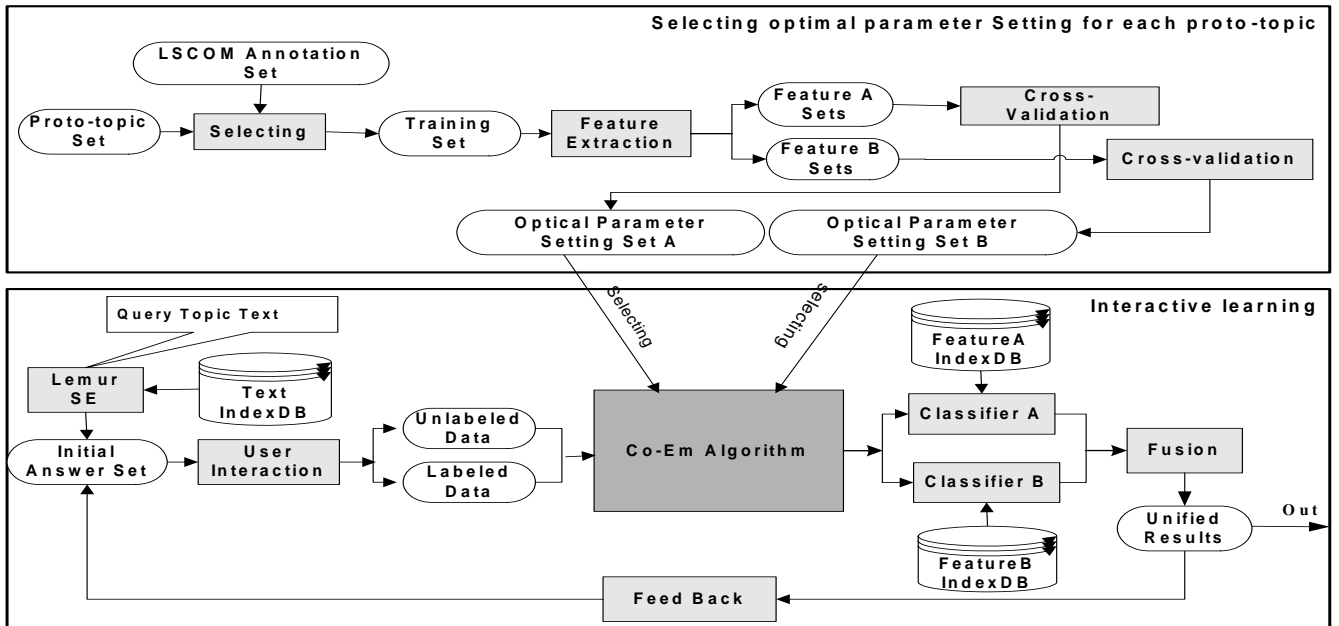 Selecting optimal parameter Setting for each proto-topic
LSCOM Annotation
Set
Proto-topic
Set
Selecting
Training
Set
Feature
Extraction
Feature A
Sets
Feature B
Sets
Cross-
Validation
Cross-validation
Optical Parameter
Setting Set A
Optical Parameter
Setting Set B
Selecting
selecting
Interactive learning
Query Topic Text
Lemur
SE
Text
IndexDB
Initial
Answer Set
User
Interaction
Unlabeled
Data
Labeled
Data
Co-Em Algorithm
FeatureA
IndexDB
Classifier A
Classifier B
FeatureB
IndexDB
Fusion
Unified
Results
Out
Feed Back